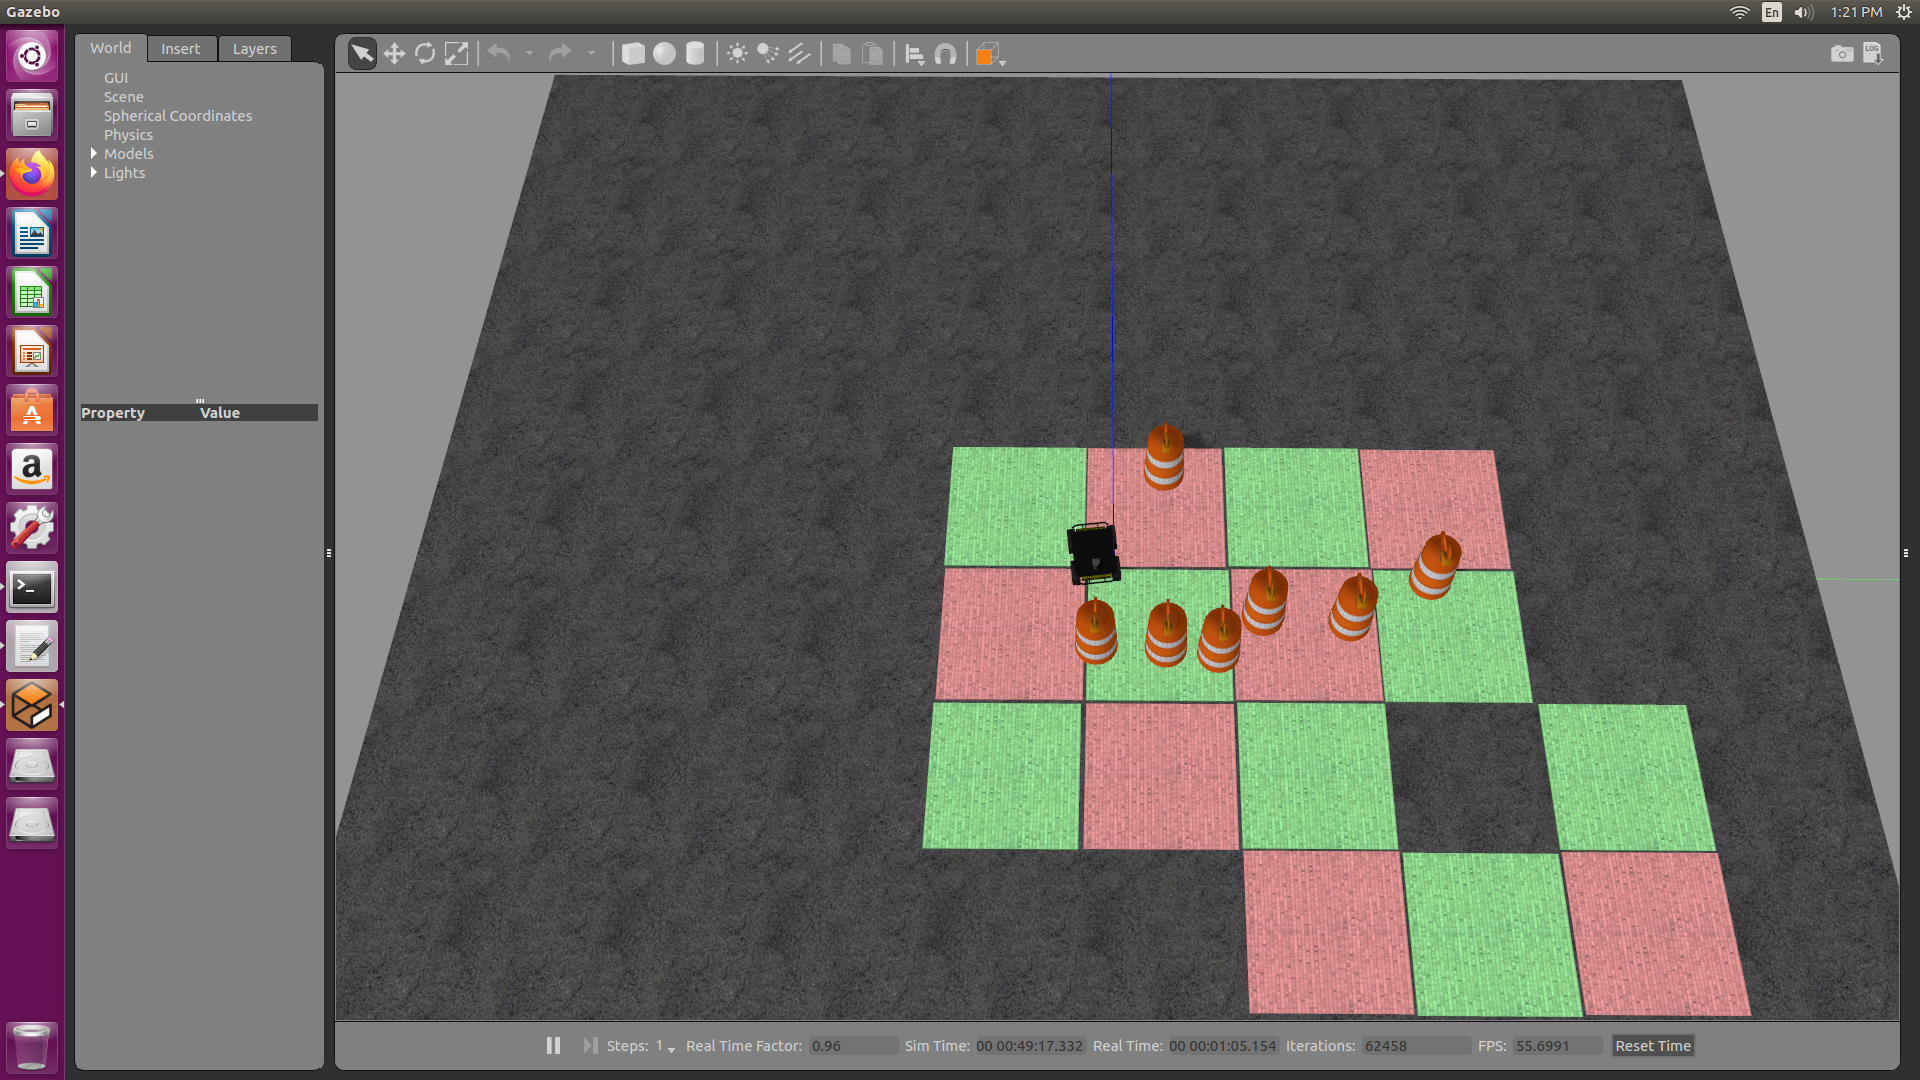 Gazebo
En
1:21 PM
World
Insert
Layers
LOG
GUI
Scene
Spherical Coordinates
Physics
Models
Lights
Property
Value
Steps: 1
Real Time Factor: 0.96
Sim Time: 00 00:49:17.332
Real Time: 00 00:01:05.154
Iterations: 62458
FPS: 55.6991
Reset Time